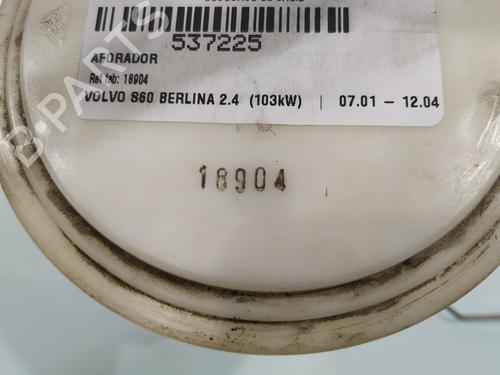 537225
AFORADOR
Ref fab: 18904
VOLVO S60 BERLINA 2.4 (103kW) | 07.01 – 12.04
18904
B-PARTS